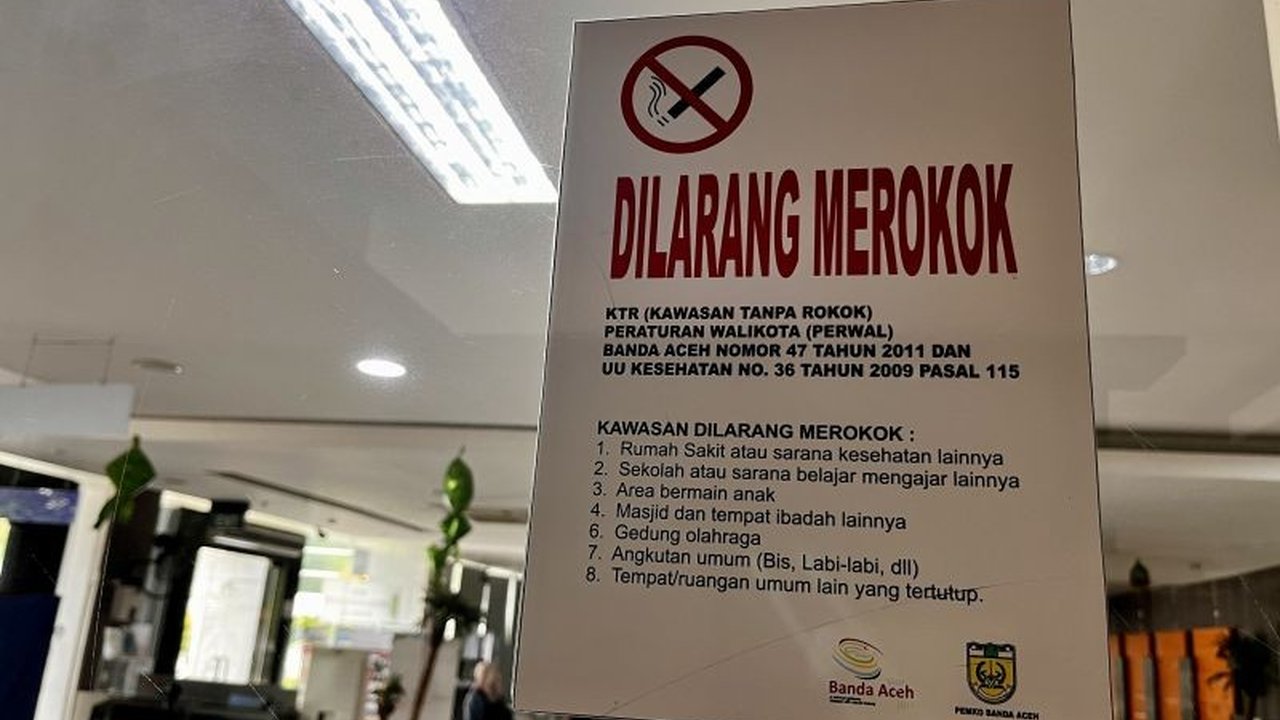 DILARANG MEROKOK
KTR (KAWASAN TANPA ROKOK)
PERATURAN WALIKOTA (PERWAL)
BANDA ACEH NOMOR 47 TAHUN 2011 DAN
UU KESEHATAN NO. 36 TAHUN 2009 PASAL 115
KAWASAN DILARANG MEROKOK :
1. Rumah Sakit atau sarana kesehatan lainnya
2. Sekolah atau sarana belajar mengajar lainnya
3. Area bermain anak
4. Masjid dan tempat ibadah lainnya
6. Gedung olahraga
7. Angkutan umum (Bis, Labi-labi, dll)
8. Tempat/ruangan umum lain yang tertutup.
Banda Aceh
PEMKO BANDA ACEH